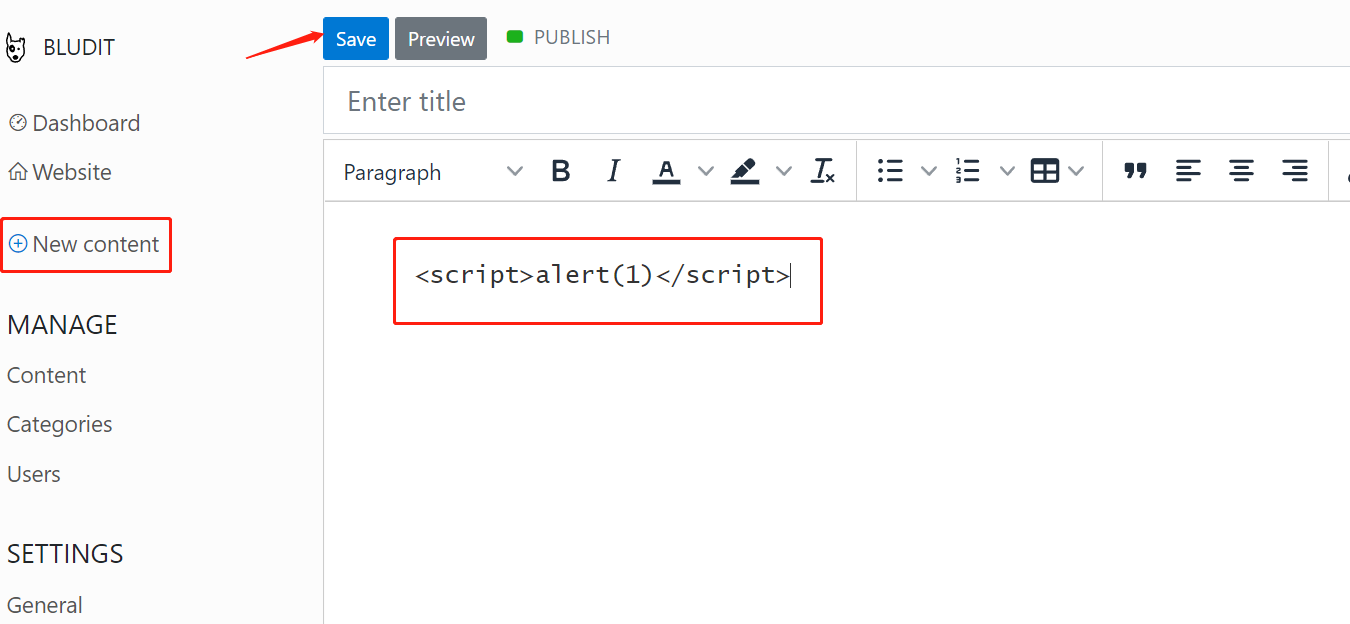 BLUDIT
Dashboard
Website
New content
MANAGE
Content
Categories
Users
SETTINGS
General
Save Preview PUBLISH
Enter title
Paragraph
<script>alert(1)</script>